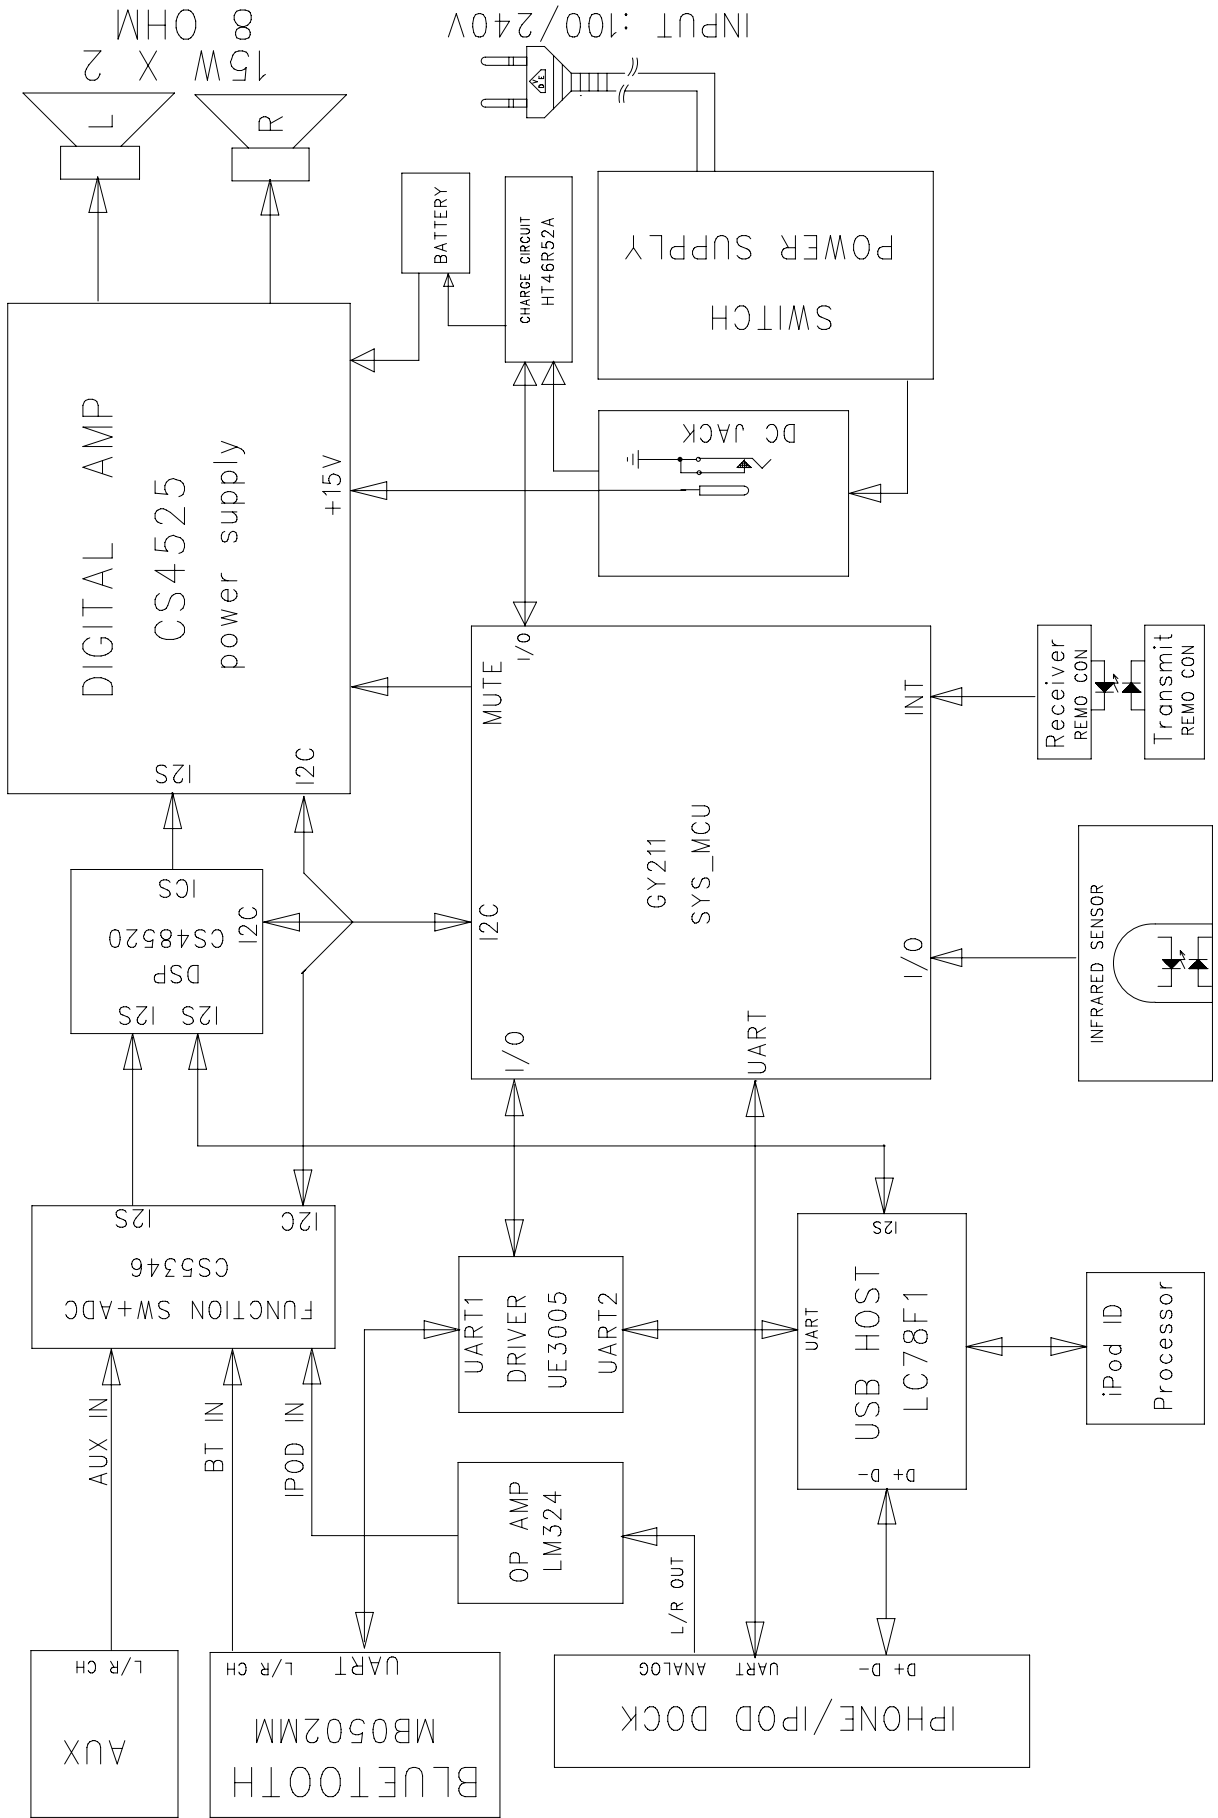 15W X 2
8 OHM
INPUT :100/240V
L
R
DIGITAL AMP
CS4525
power supply
I2S
I2C
+15V
BATTERY
CHARGE CIRCUIT
HT46R52A
SWITCH
POWER SUPPLY
DC JACK
ICS
I2C
CS48520
DSP
I2S
I2S
MUTE
I/O
I2C
GY211
SYS_MCU
INT
I/O
I/O
UART
Receiver
REMO CON
Transmit
REMO CON
INFRARED SENSOR
I2S
I2C
CS5346
FUNCTION SW+ADC
UART1
DRIVER
UE3005
UART2
I2S
UART
USB HOST
LC78F1
D+ D-
iPod ID
Processor
AUX IN
BT IN
IPOD IN
OP AMP
LM324
L/R OUT
L/R CH
AUX
L/R CH
UART
MB0502MM
BLUETOOTH
ANALOG
UART
D+ D-
IPHONE/IPOD DOCK